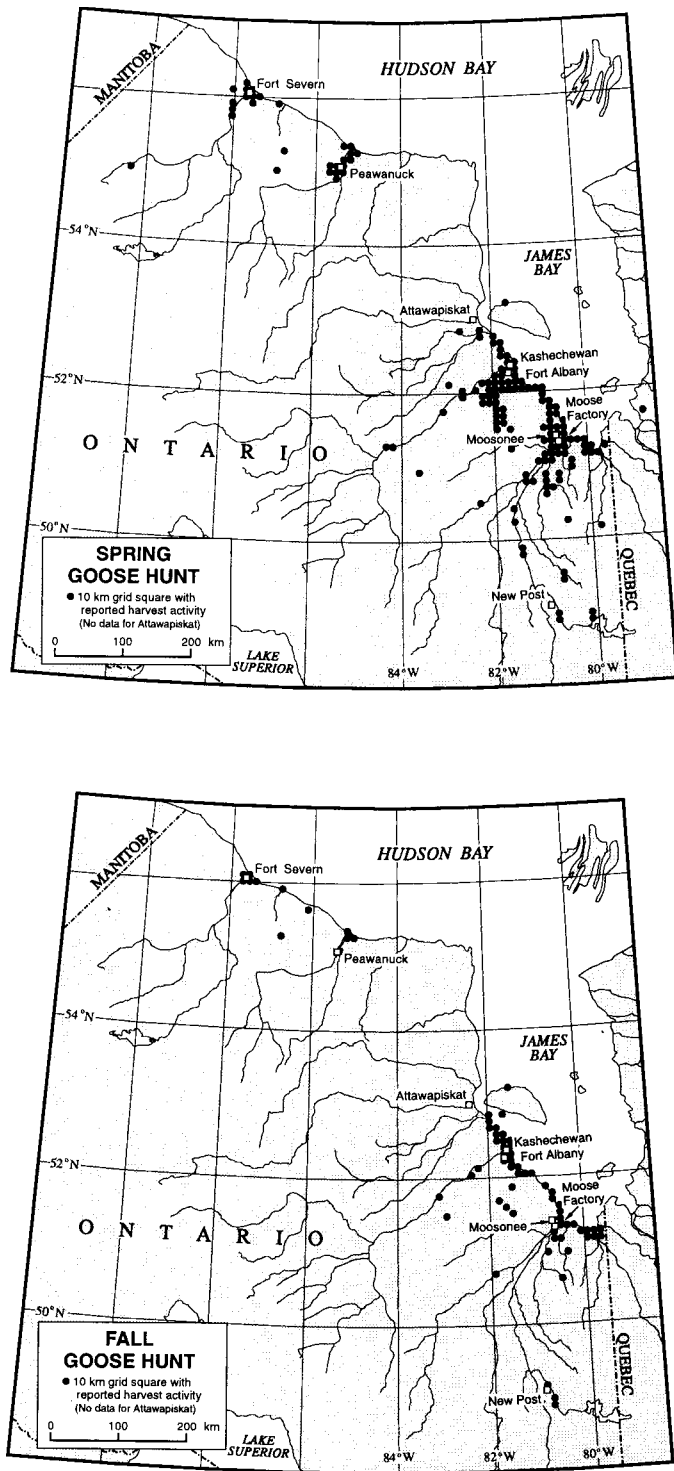 HUDSON BAY
MANITOBA
Fort Severn
Peawanuck
54°N
JAMES
BAY
Attawapiskat
Kashechewan
Fort Albany
52°N
Moose
Factory
Moosonee
ONTARIO
50°N
SPRING
GOOSE HUNT
● 10 km grid square with
reported harvest activity
(No data for Attawapiskat)
0 100 200 km
New Post
QUEBEC
LAKE
SUPERIOR
84°W
82°W
80°W
HUDSON BAY
MANITOBA
Fort Severn
Peawanuck
54°N
JAMES
BAY
Attawapiskat
Kashechewan
Fort Albany
52°N
Moose
Factory
Moosonee
ONTARIO
50°N
FALL
GOOSE HUNT
● 10 km grid square with
reported harvest activity
(No data for Attawapiskat)
0 100 200 km
New Post
QUEBEC
LAKE
SUPERIOR
84°W
82°W
80°W